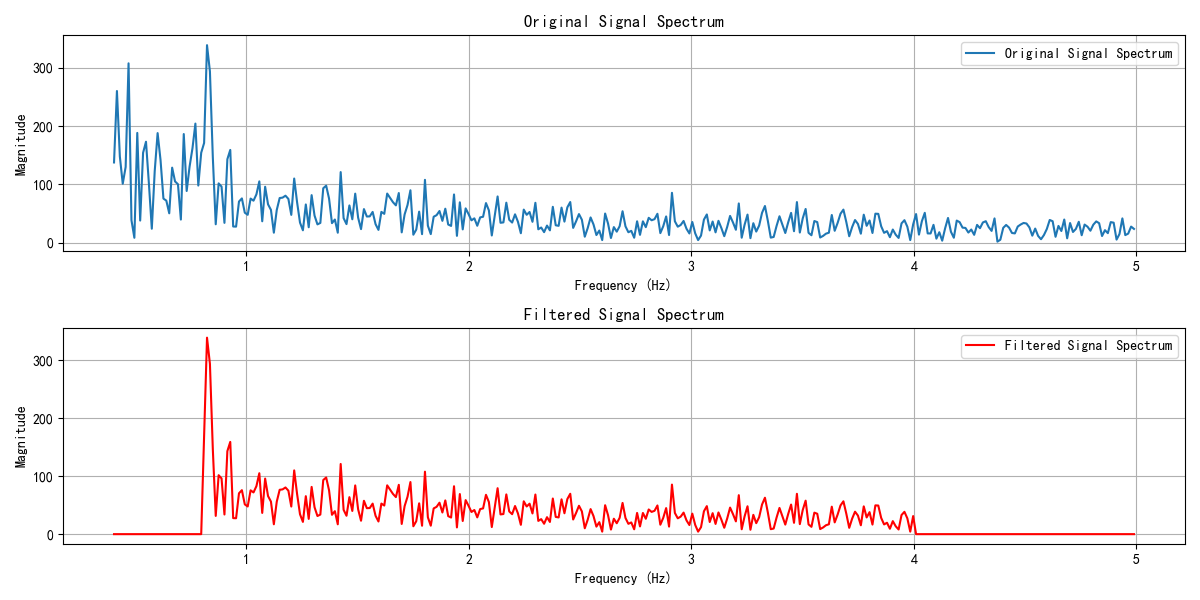 Original Signal Spectrum
Original Signal Spectrum
Magnitude
300
200
100
0
1
2
3
4
5
Frequency (Hz)
Filtered Signal Spectrum
Filtered Signal Spectrum
Magnitude
300
200
100
0
1
2
3
4
5
Frequency (Hz)